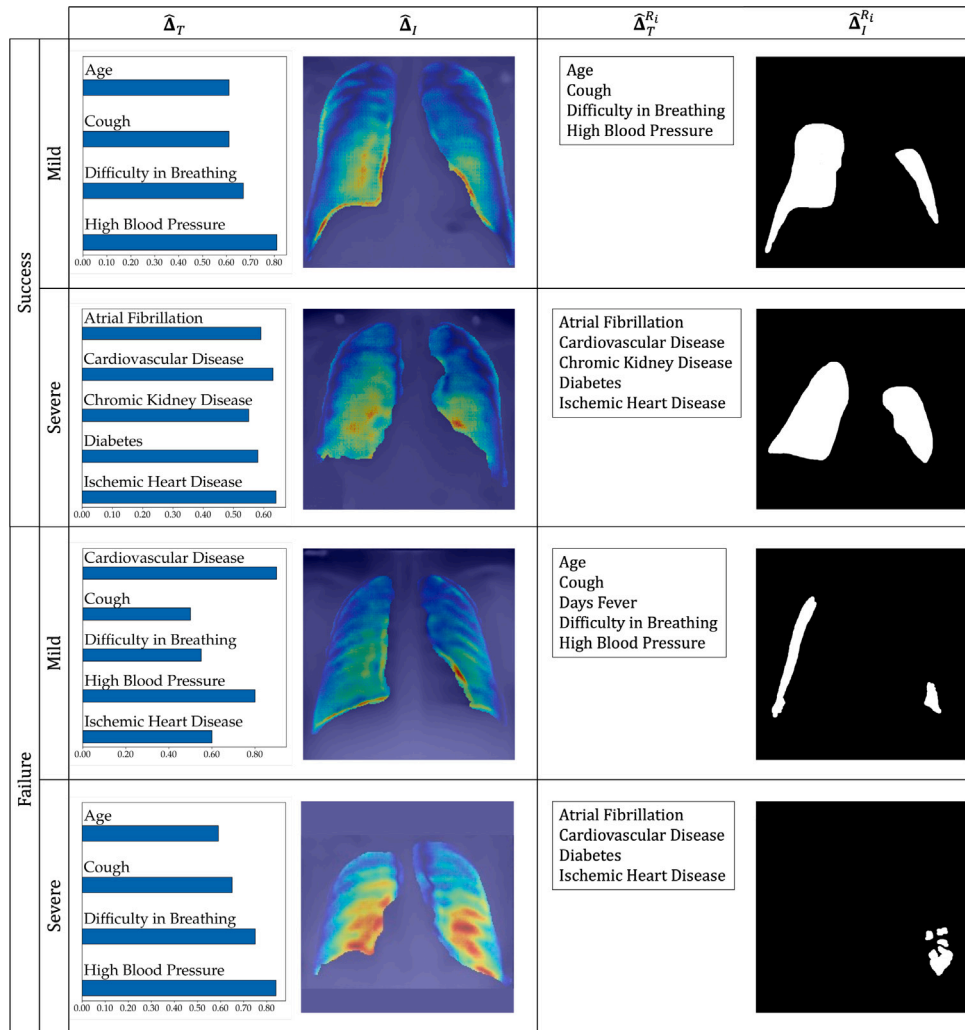 Δ̂_T Δ̂_I Δ̂_T^{R_i} Δ̂_I^{R_i}
Success
Mild
Age
Cough
Difficulty in Breathing
High Blood Pressure
0.00 0.10 0.20 0.30 0.40 0.50 0.60 0.70 0.80
Age
Cough
Difficulty in Breathing
High Blood Pressure
Severe
Atrial Fibrillation
Cardiovascular Disease
Chromic Kidney Disease
Diabetes
Ischemic Heart Disease
0.00 0.10 0.20 0.30 0.40 0.50 0.60
Atrial Fibrillation
Cardiovascular Disease
Chromic Kidney Disease
Diabetes
Ischemic Heart Disease
Failure
Mild
Cardiovascular Disease
Cough
Difficulty in Breathing
High Blood Pressure
Ischemic Heart Disease
0.00 0.20 0.40 0.60 0.80
Age
Cough
Days Fever
Difficulty in Breathing
High Blood Pressure
Severe
Age
Cough
Difficulty in Breathing
High Blood Pressure
0.00 0.10 0.20 0.30 0.40 0.50 0.60 0.70 0.80
Atrial Fibrillation
Cardiovascular Disease
Diabetes
Ischemic Heart Disease